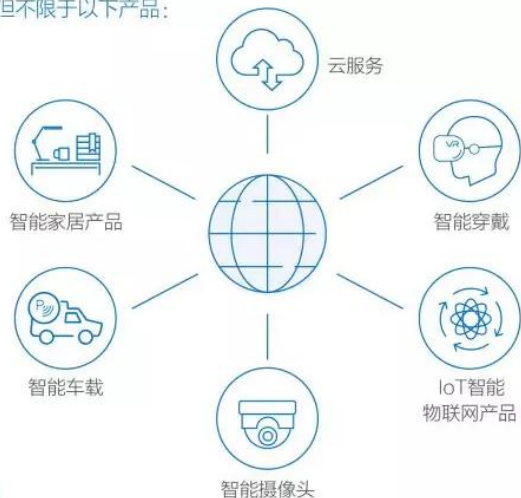 但不限于以下产品：
云服务
VR
智能家居产品
智能穿戴
P
智能车载
IoT智能
物联网产品
智能摄像头